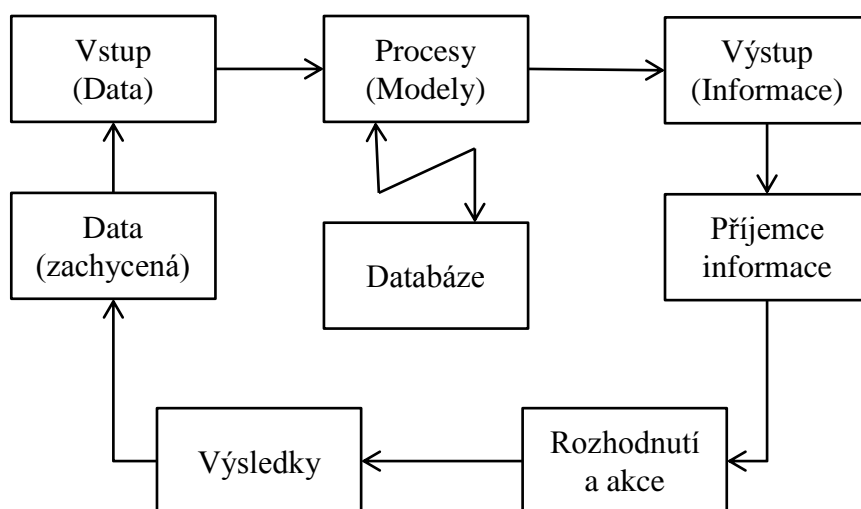 Vstup
(Data)
Procesy
(Modely)
Výstup
(Informace)
Data
(zachycená)
Databáze
Příjemce
informace
Výsledky
Rozhodnutí
a akce